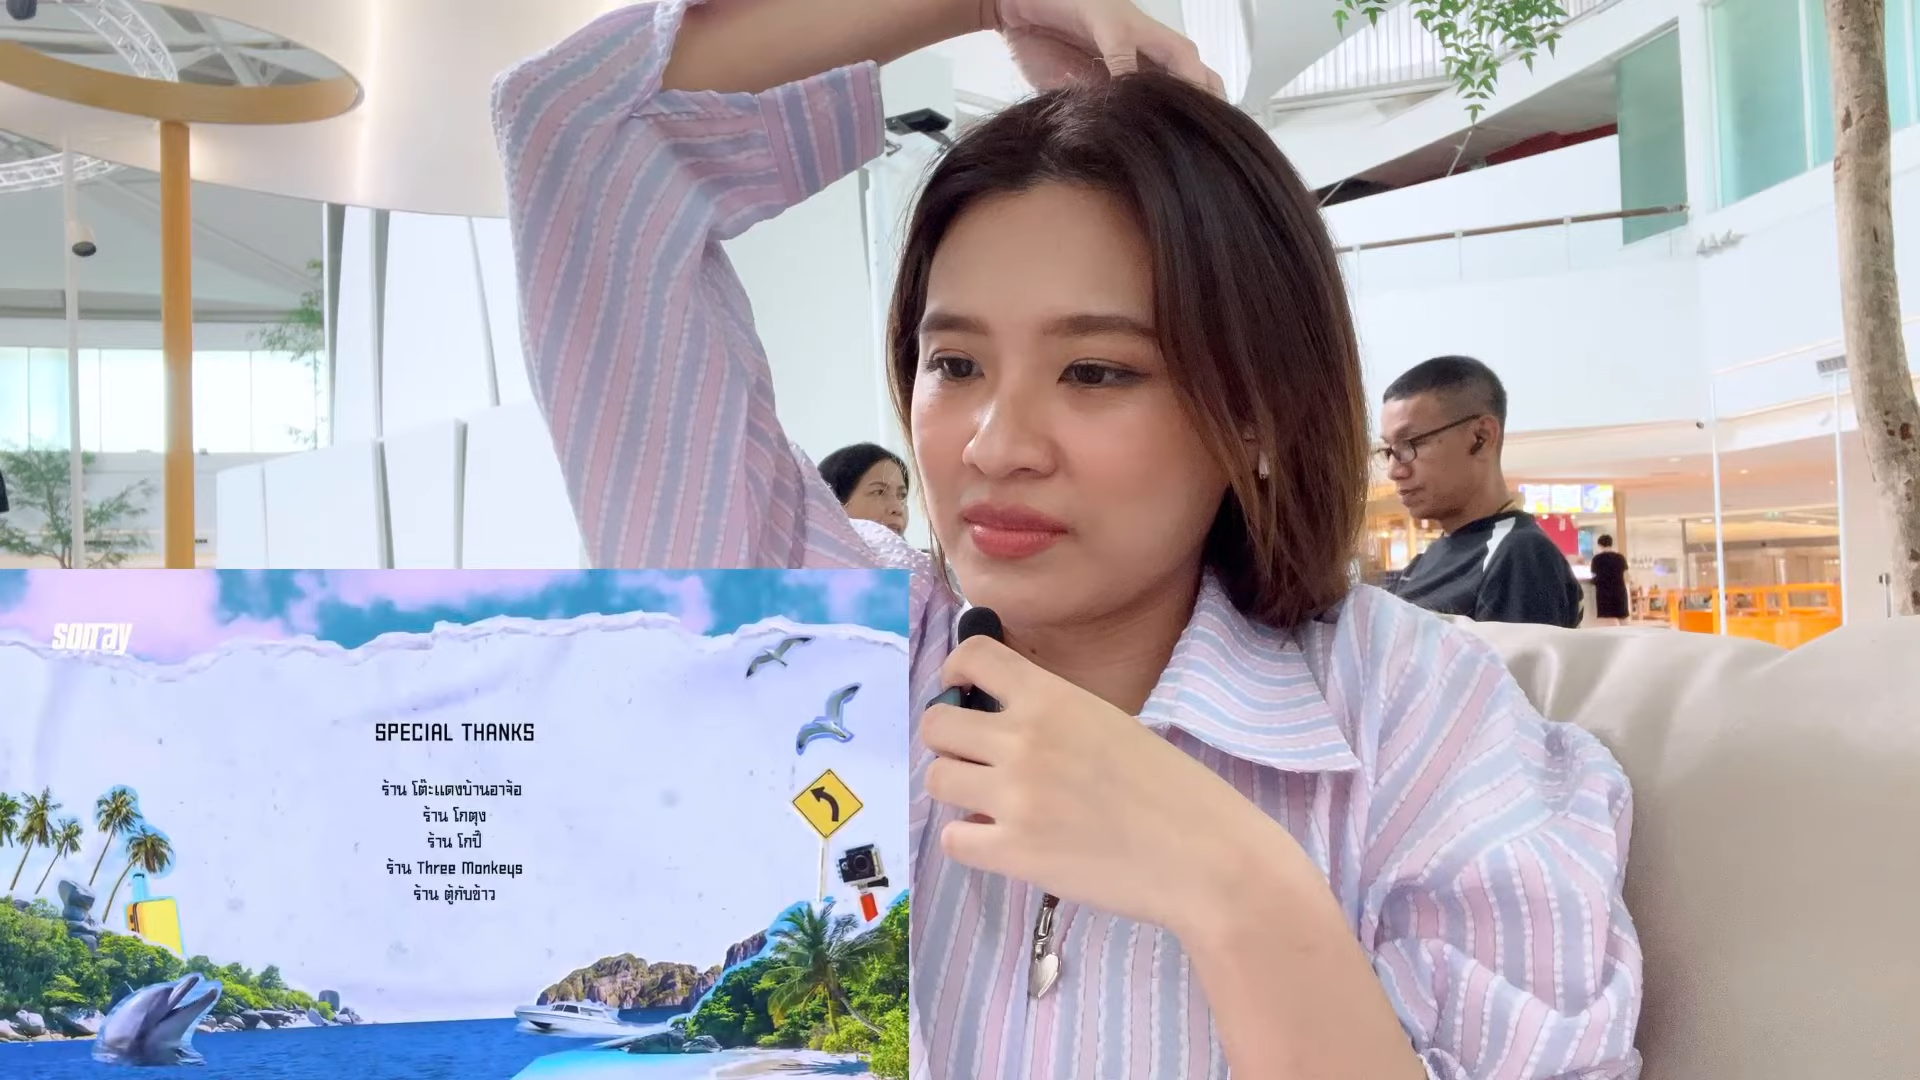 sonray
SPECIAL THANKS
ร้าน โต๊ะแดงบ้านอาจ้อ
ร้าน โกตุง
ร้าน โกปี๋
ร้าน Three Monkeys
ร้าน ตู้กับข้าว